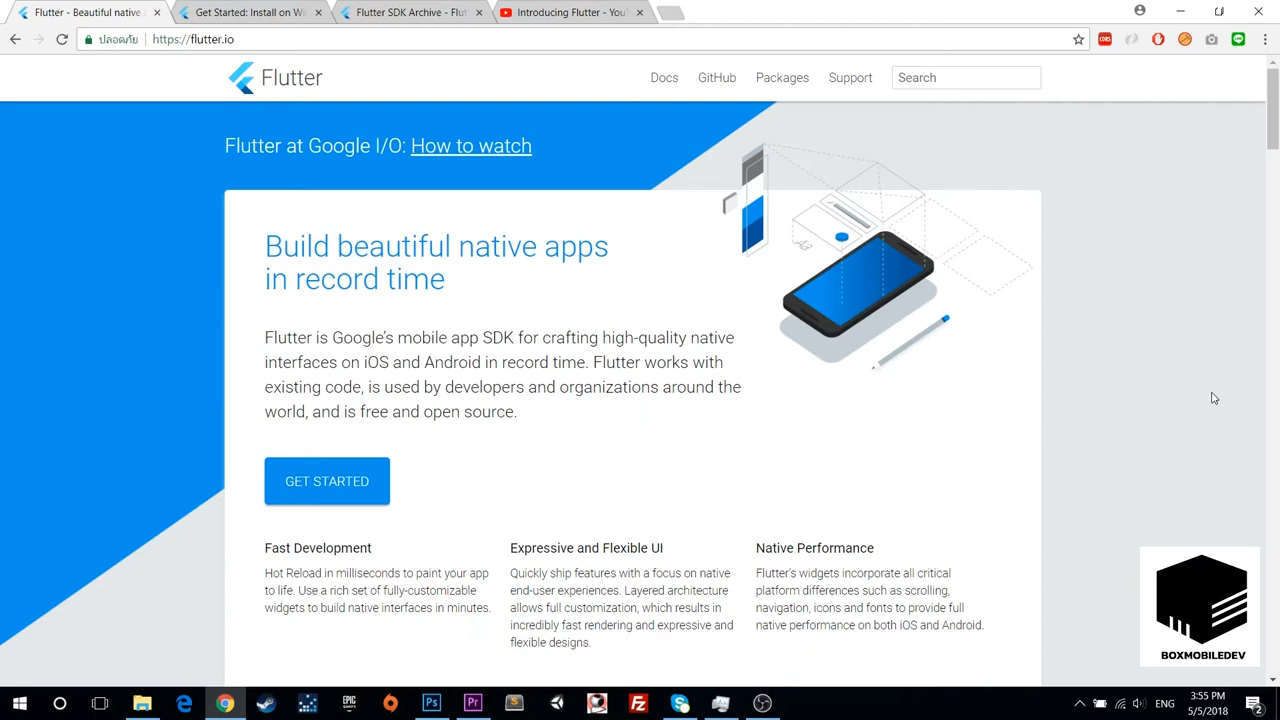 Flutter - Beautiful native a
Get Started: Install on Wi
Flutter SDK Archive - Flut
Introducing Flutter - You
ปลอดภัย
https://flutter.io
Flutter
Docs
GitHub
Packages
Support
Search
Flutter at Google I/O: How to watch
Build beautiful native apps
in record time
Flutter is Google's mobile app SDK for crafting high-quality native
interfaces on iOS and Android in record time. Flutter works with
existing code, is used by developers and organizations around the
world, and is free and open source.
GET STARTED
Fast Development
Hot Reload in milliseconds to paint your app
to life. Use a rich set of fully-customizable
widgets to build native interfaces in minutes.
Expressive and Flexible UI
Quickly ship features with a focus on native
end-user experiences. Layered architecture
allows full customization, which results in
incredibly fast rendering and expressive and
flexible designs.
Native Performance
Flutter's widgets incorporate all critical
platform differences such as scrolling,
navigation, icons and fonts to provide full
native performance on both iOS and Android.
BOXMOBILEDEV
EPIC
Ps
Pr
ENG
3:55 PM
5/5/2018
2